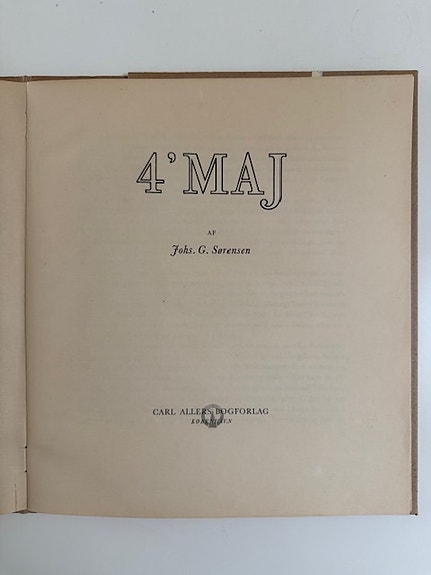 4' MAJ
AF
Johs. G. Sørensen
CARL ALLERS BOGFORLAG
KØBENHAVN